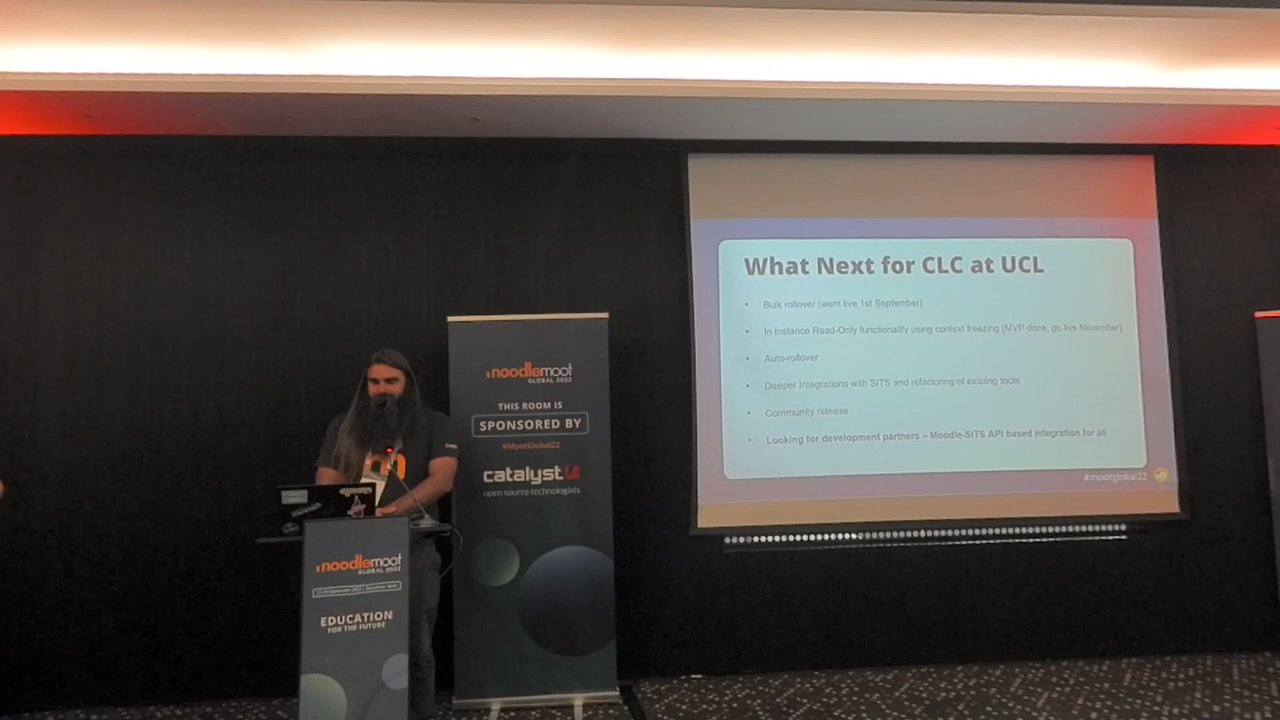 What Next for CLC at UCL
• Bulk rollover (went live 1st September)
• In Instance Read-Only functionality using context freezing (MVP done, go live November)
• Auto-rollover
• Deeper Integrations with SITS and refactoring of existing tools
• Community release
• Looking for development partners – Moodle-SITS API based integration for all
#mootglobal22
moodlemoot
GLOBAL 2022
THIS ROOM IS
SPONSORED BY
#MootGlobal22
catalyst
open source technologists
moodlemoot
GLOBAL 2022
EDUCATION
FOR THE FUTURE